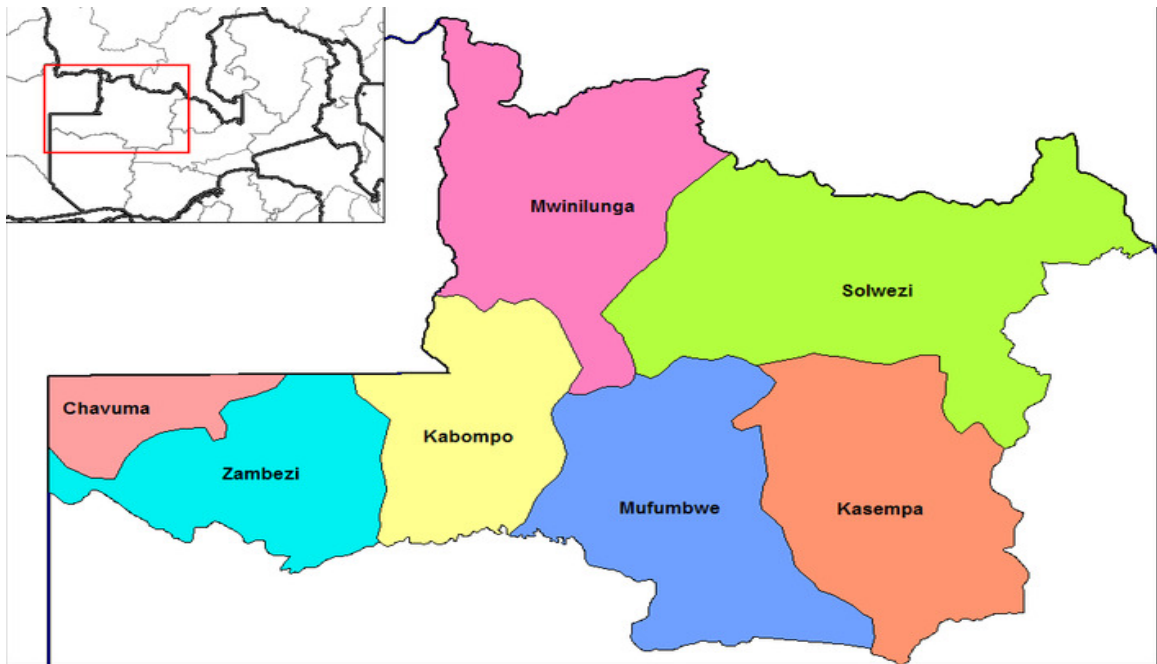 Mwinilunga
Solwezi
Chavuma
Kabompo
Zambezi
Mufumbwe
Kasempa